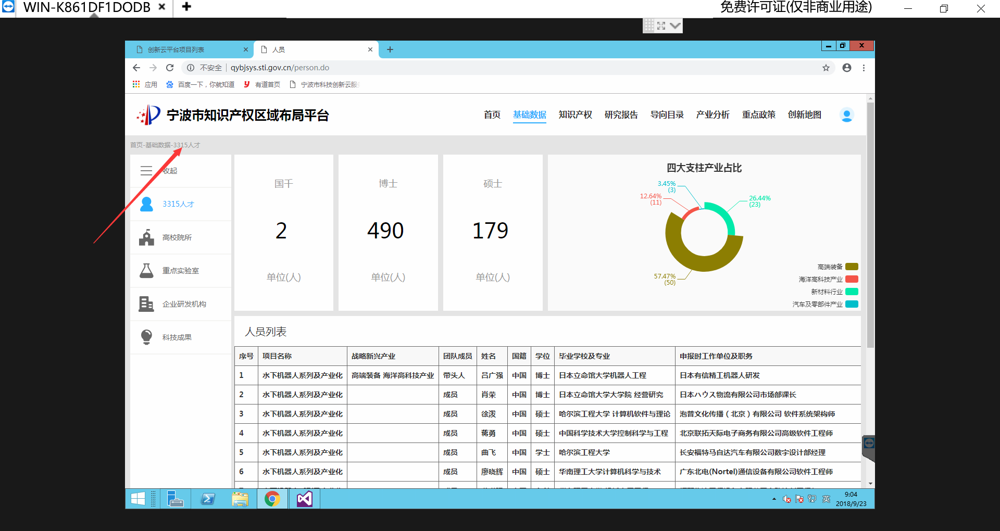 WIN-K861DF1DODB
免费许可证(仅非商业用途)
创新云平台项目列表
人员
不安全
qybjsys.sti.gov.cn/person.do
应用
百度一下，你就知道
有道首页
宁波市科技创新云服
宁波市知识产权区域布局平台
首页 基础数据 知识产权 研究报告 导向目录 产业分析 重点政策 创新地图
首页-基础数据-3315人才
收起
3315人才
高校院所
重点实验室
企业研发机构
科技成果
国千
2
单位(人)
博士
490
单位(人)
硕士
179
单位(人)
四大支柱产业占比
3.45%
(3)
12.64%
(11)
26.44%
(23)
57.47%
(50)
高端装备
海洋高科技产业
新材料行业
汽车及零部件产业
人员列表
序号 项目名称 战略新兴产业 团队成员 姓名 国籍 学位 毕业学校及专业 申报时工作单位及职务
1 水下机器人系列及产业化 高端装备 海洋高科技产业 带头人 吕广强 中国 博士 日本立命馆大学机器人工程 日本有信精工机器人研发
2 水下机器人系列及产业化 成员 肖荣 中国 博士 日本立命馆大学大学院 经营研究 日本ハウス物流有限公司市场部课长
3 水下机器人系列及产业化 成员 徐泼 中国 硕士 哈尔滨工程大学 计算机软件与理论 泡普文化传播（北京）有限公司 软件系统架构师
4 水下机器人系列及产业化 成员 蒋勇 中国 硕士 中国科学技术大学控制科学与工程 北京联拓天际电子商务有限公司高级软件工程师
5 水下机器人系列及产业化 成员 曲飞 中国 学士 哈尔滨工程大学 长安福特马自达汽车有限公司数字设计部经理
6 水下机器人系列及产业化 成员 廖晓辉 中国 硕士 华南理工大学计算机科学与技术 广东北电(Nortel)通信设备有限公司软件工程师
英
9:04
2018/9/23